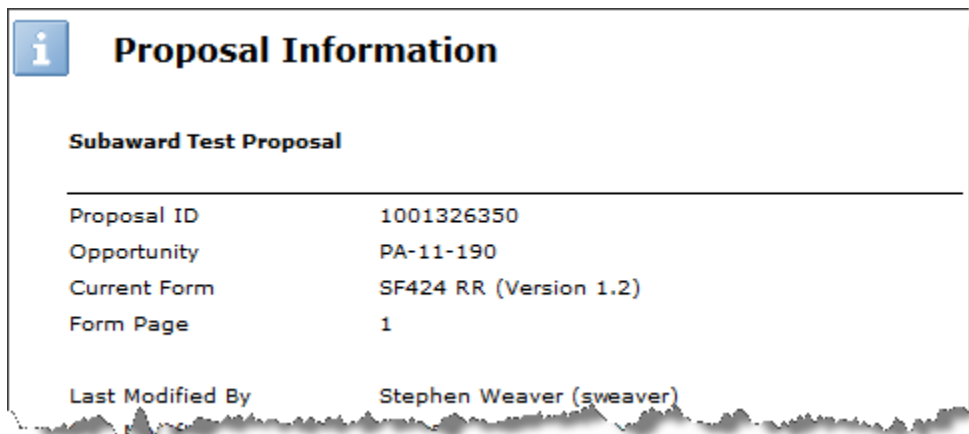 Proposal Information
Subaward Test Proposal
Proposal ID 1001326350
Opportunity PA-11-190
Current Form SF424 RR (Version 1.2)
Form Page 1
Last Modified By Stephen Weaver (sweaver)